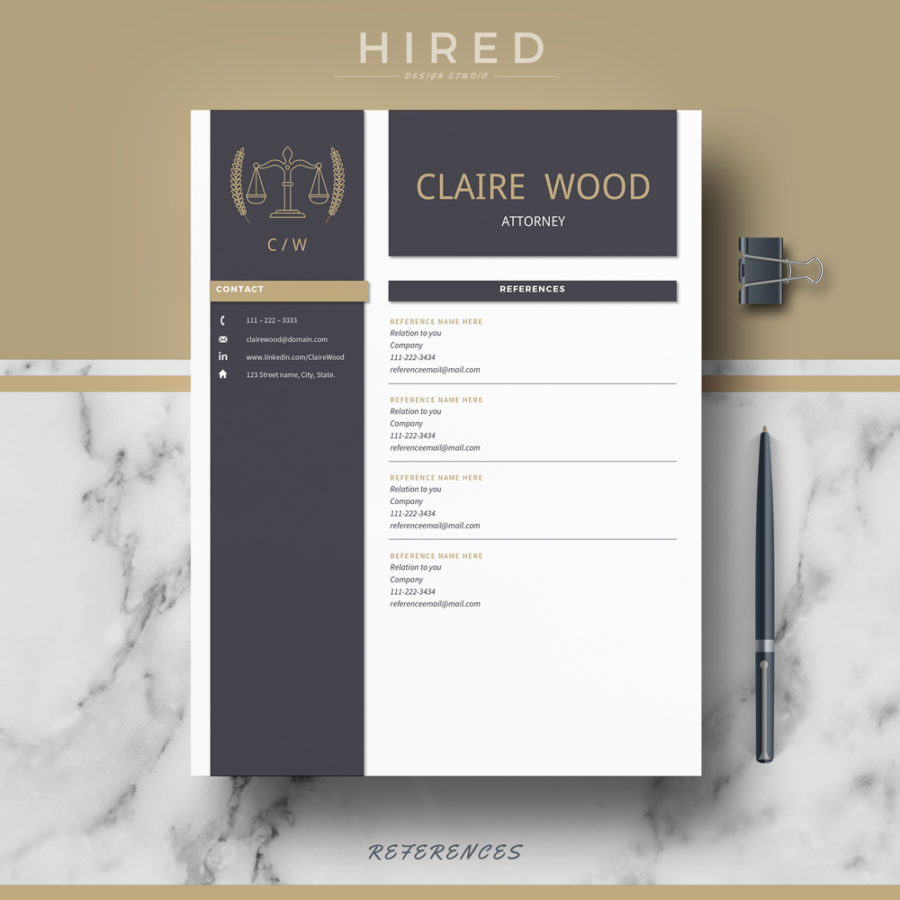 HIRED
DESIGN STUDIO
C / W
CLAIRE WOOD
ATTORNEY
CONTACT
111 – 222 – 3333
clairewood@domain.com
www.linkedin.com/ClaireWood
123 Street name, City, State.
REFERENCES
REFERENCE NAME HERE
Relation to you
Company
111-222-3434
referenceemail@mail.com
REFERENCE NAME HERE
Relation to you
Company
111-222-3434
referenceemail@mail.com
REFERENCE NAME HERE
Relation to you
Company
111-222-3434
referenceemail@mail.com
REFERENCE NAME HERE
Relation to you
Company
111-222-3434
referenceemail@mail.com
REFERENCES